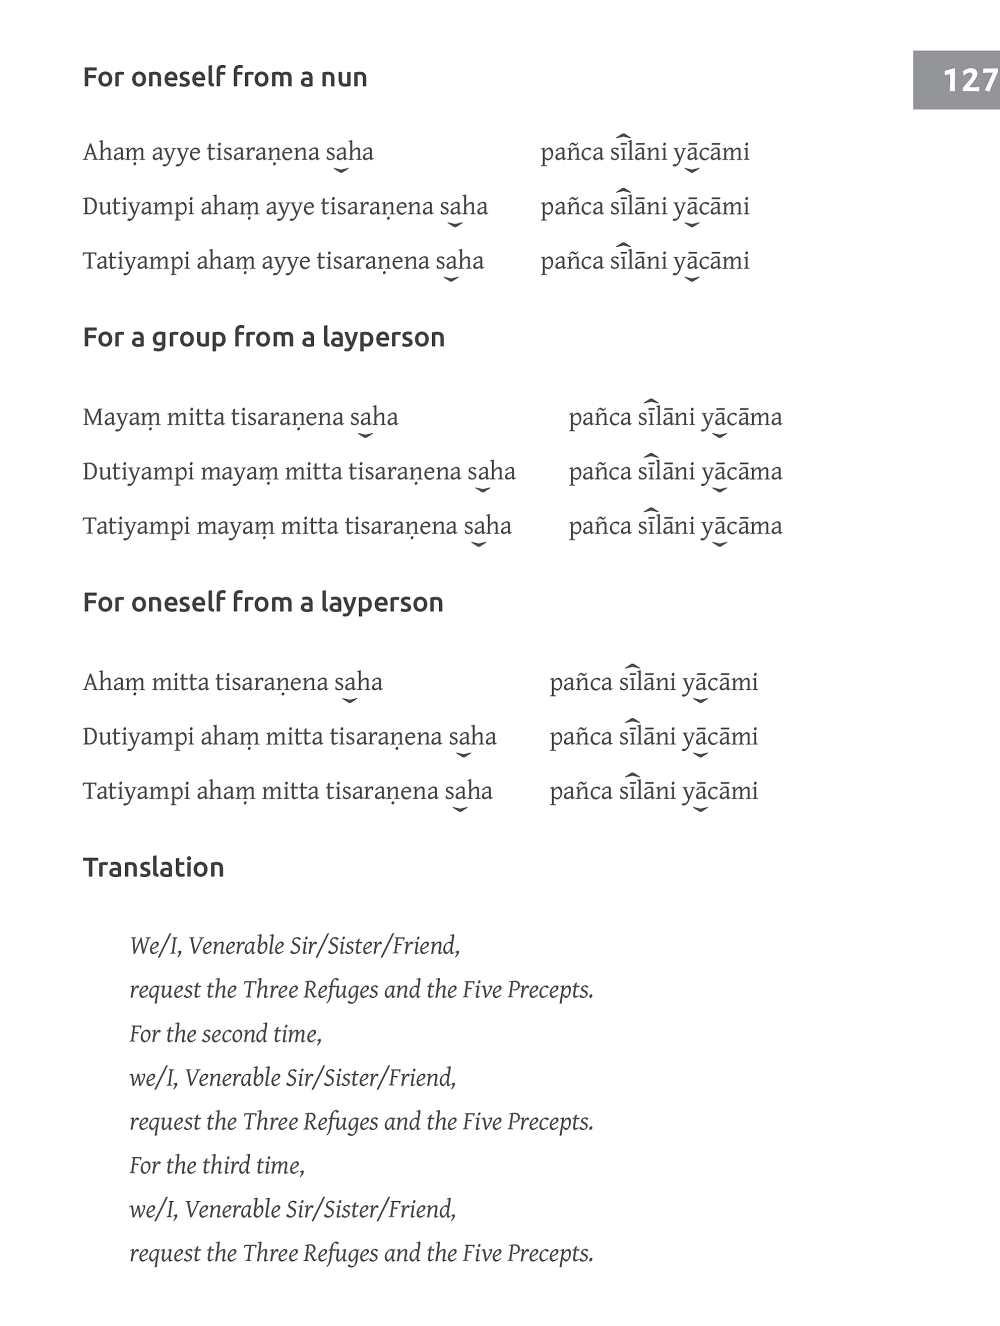 127
For oneself from a nun
Ahaṃ ayye tisaraṇena saha pañca sīlāni yācāmi
Dutiyampi ahaṃ ayye tisaraṇena saha pañca sīlāni yācāmi
Tatiyampi ahaṃ ayye tisaraṇena saha pañca sīlāni yācāmi
For a group from a layperson
Mayaṃ mitta tisaraṇena saha pañca sīlāni yācāma
Dutiyampi mayaṃ mitta tisaraṇena saha pañca sīlāni yācāma
Tatiyampi mayaṃ mitta tisaraṇena saha pañca sīlāni yācāma
For oneself from a layperson
Ahaṃ mitta tisaraṇena saha pañca sīlāni yācāmi
Dutiyampi ahaṃ mitta tisaraṇena saha pañca sīlāni yācāmi
Tatiyampi ahaṃ mitta tisaraṇena saha pañca sīlāni yācāmi
Translation
We/I, Venerable Sir/Sister/Friend,
request the Three Refuges and the Five Precepts.
For the second time,
we/I, Venerable Sir/Sister/Friend,
request the Three Refuges and the Five Precepts.
For the third time,
we/I, Venerable Sir/Sister/Friend,
request the Three Refuges and the Five Precepts.